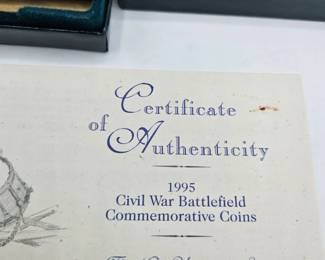 Certificate
of Authenticity
1995
Civil War Battlefield
Commemorative Coins